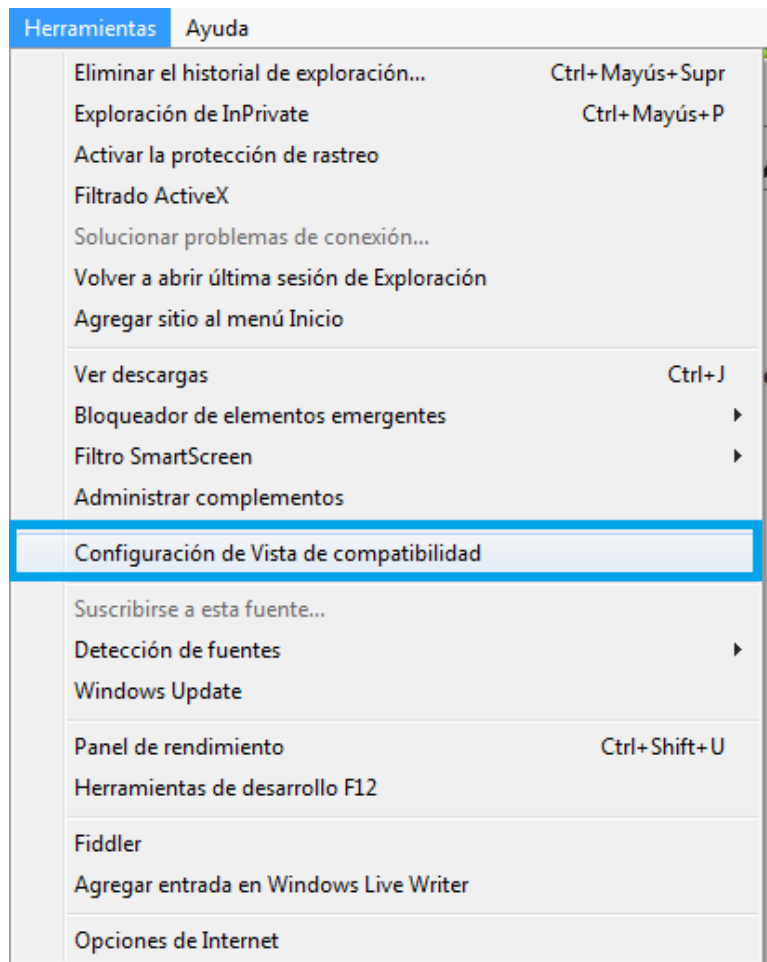 Herramientas Ayuda
Eliminar el historial de exploración... Ctrl+Mayús+Supr
Exploración de InPrivate Ctrl+Mayús+P
Activar la protección de rastreo
Filtrado ActiveX
Solucionar problemas de conexión...
Volver a abrir última sesión de Exploración
Agregar sitio al menú Inicio
Ver descargas Ctrl+J
Bloqueador de elementos emergentes
Filtro SmartScreen
Administrar complementos
Configuración de Vista de compatibilidad
Suscribirse a esta fuente...
Detección de fuentes
Windows Update
Panel de rendimiento Ctrl+Shift+U
Herramientas de desarrollo F12
Fiddler
Agregar entrada en Windows Live Writer
Opciones de Internet